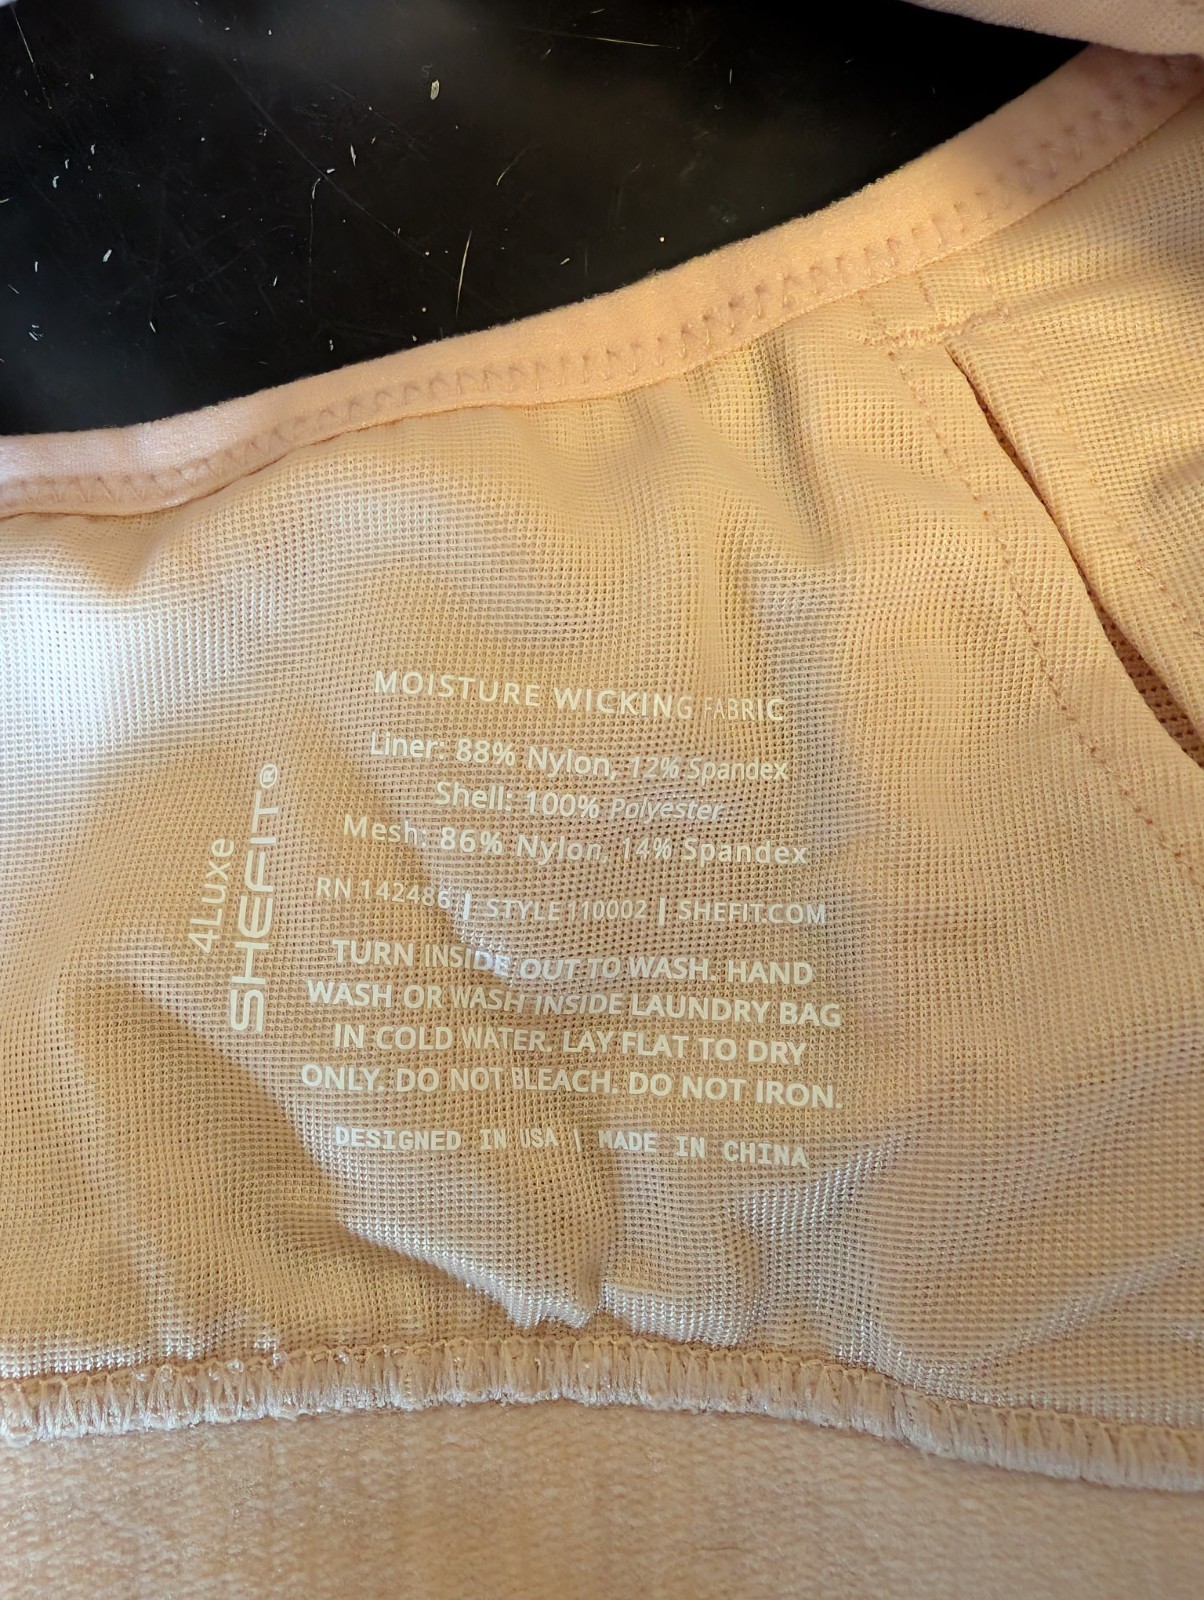 MOISTURE WICKING FABRIC
Liner: 88% Nylon, 12% Spandex
Shell: 100% Polyester
Mesh: 86% Nylon, 14% Spandex
RN 142486 | STYLE 110002 | SHEFIT.COM
TURN INSIDE OUT TO WASH. HAND
WASH OR WASH INSIDE LAUNDRY BAG
IN COLD WATER. LAY FLAT TO DRY
ONLY. DO NOT BLEACH. DO NOT IRON.
DESIGNED IN USA | MADE IN CHINA
4Luxe
SHEFIT®